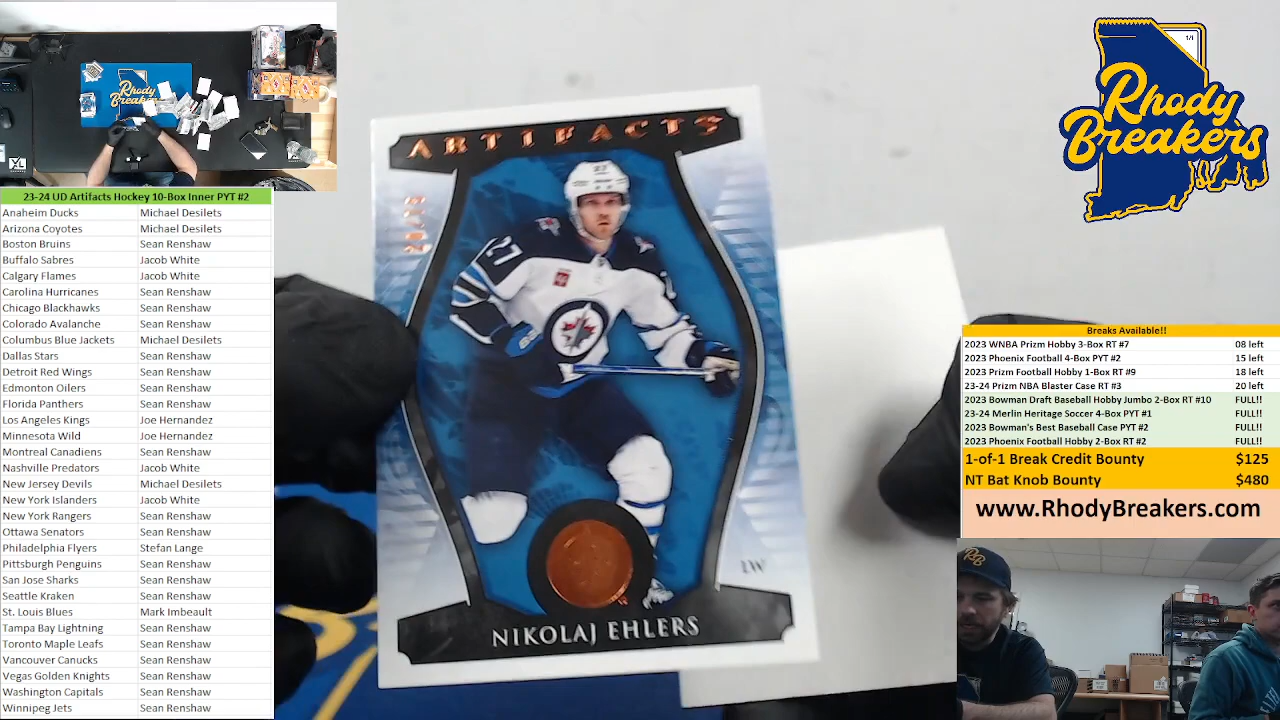 23-24 UD Artifacts Hockey 10-Box Inner PYT #2
Anaheim Ducks Michael Desilets
Arizona Coyotes Michael Desilets
Boston Bruins Sean Renshaw
Buffalo Sabres Jacob White
Calgary Flames Jacob White
Carolina Hurricanes Sean Renshaw
Chicago Blackhawks Sean Renshaw
Colorado Avalanche Sean Renshaw
Columbus Blue Jackets Michael Desilets
Dallas Stars Sean Renshaw
Detroit Red Wings Sean Renshaw
Edmonton Oilers Sean Renshaw
Florida Panthers Sean Renshaw
Los Angeles Kings Joe Hernandez
Minnesota Wild Joe Hernandez
Montreal Canadiens Sean Renshaw
Nashville Predators Jacob White
New Jersey Devils Michael Desilets
New York Islanders Jacob White
New York Rangers Sean Renshaw
Ottawa Senators Sean Renshaw
Philadelphia Flyers Stefan Lange
Pittsburgh Penguins Sean Renshaw
San Jose Sharks Sean Renshaw
Seattle Kraken Sean Renshaw
St. Louis Blues Mark Imbeault
Tampa Bay Lightning Sean Renshaw
Toronto Maple Leafs Sean Renshaw
Vancouver Canucks Sean Renshaw
Vegas Golden Knights Sean Renshaw
Washington Capitals Sean Renshaw
Winnipeg Jets Sean Renshaw
Rhody
Breakers
XL
ARTIFACTS
27
LW
NIKOLAJ EHLERS
1/1
Rhody
Breakers
Breaks Available!!
2023 WNBA Prizm Hobby 3-Box RT #7 08 left
2023 Phoenix Football 4-Box PYT #2 15 left
2023 Prizm Football Hobby 1-Box RT #9 18 left
23-24 Prizm NBA Blaster Case RT #3 20 left
2023 Bowman Draft Baseball Hobby Jumbo 2-Box RT #10 FULL!!
23-24 Merlin Heritage Soccer 4-Box PYT #1 FULL!!
2023 Bowman's Best Baseball Case PYT #2 FULL!!
2023 Phoenix Football Hobby 2-Box RT #2 FULL!!
1-of-1 Break Credit Bounty $125
NT Bat Knob Bounty $480
www.RhodyBreakers.com
RB